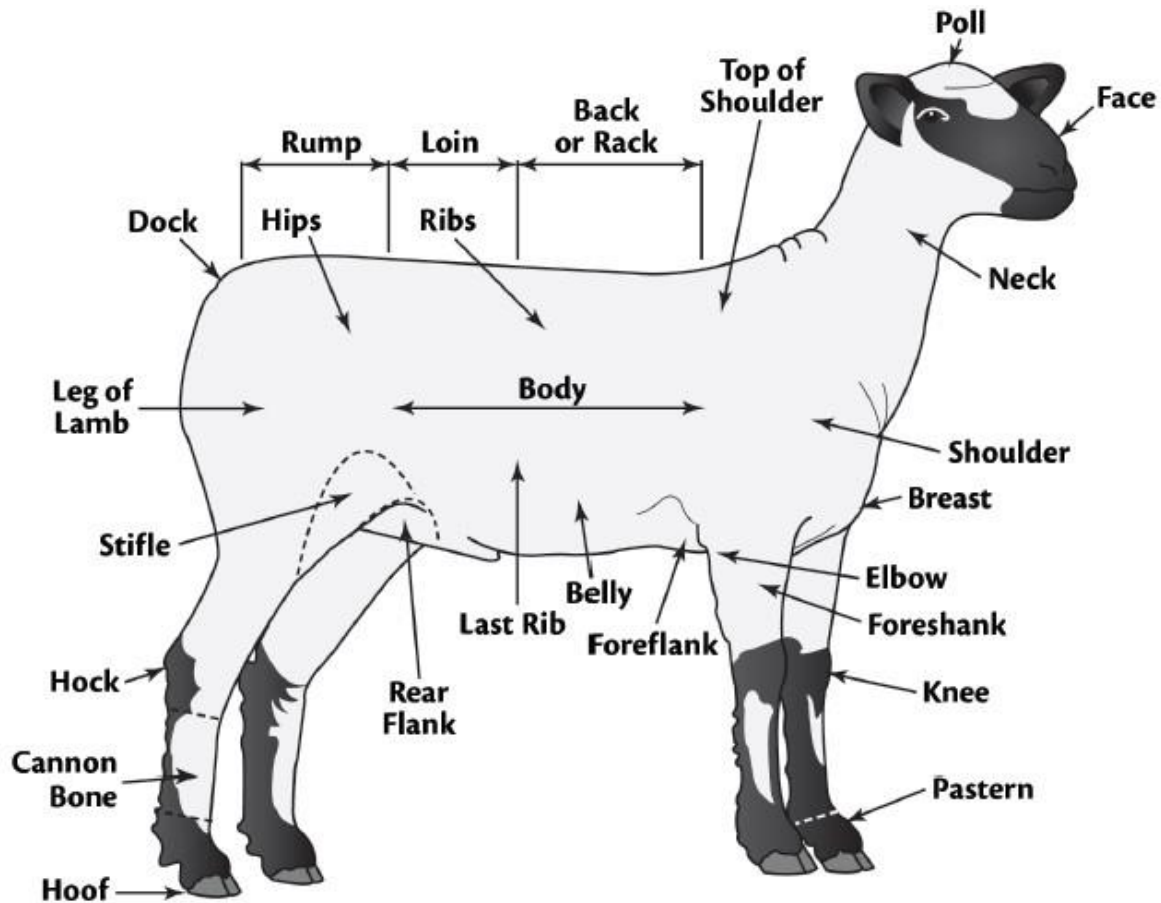 Poll
Top of
Shoulder
Face
Back
or Rack
Rump
Loin
Dock
Hips
Ribs
Neck
Leg of
Lamb
Body
Shoulder
Breast
Stifle
Elbow
Belly
Foreshank
Last Rib
Foreflank
Hock
Rear
Flank
Knee
Cannon
Bone
Pastern
Hoof